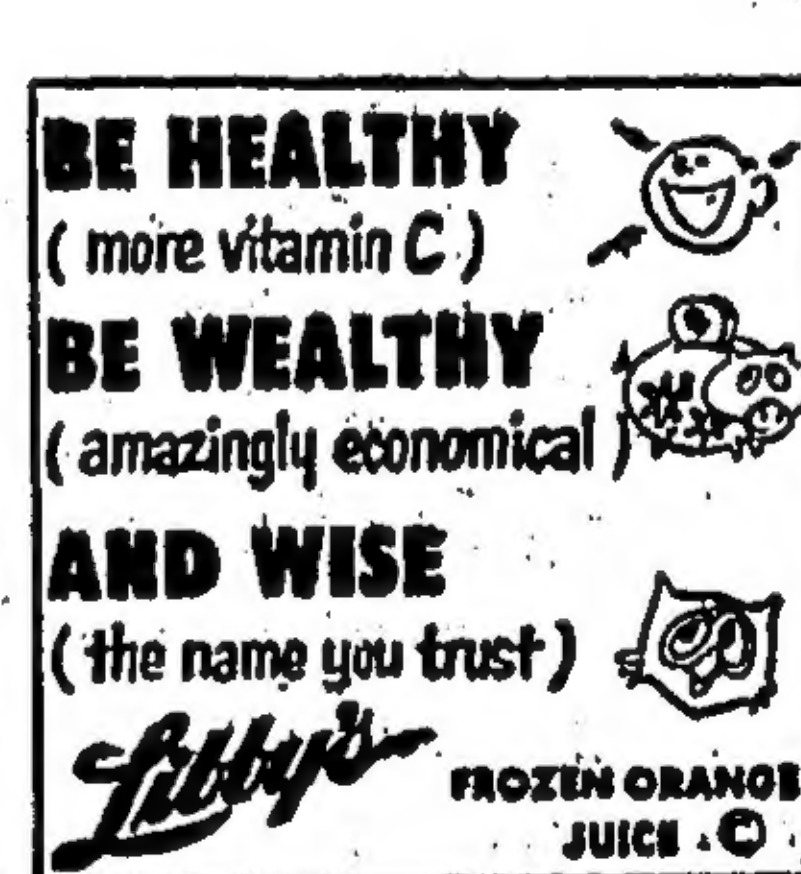 BE HEALTHY
( more vitamin C )
BE WEALTHY
( amazingly economical )
AND WISE
( the name you trust )
Libby's
FROZEN ORANGE
JUICE ©